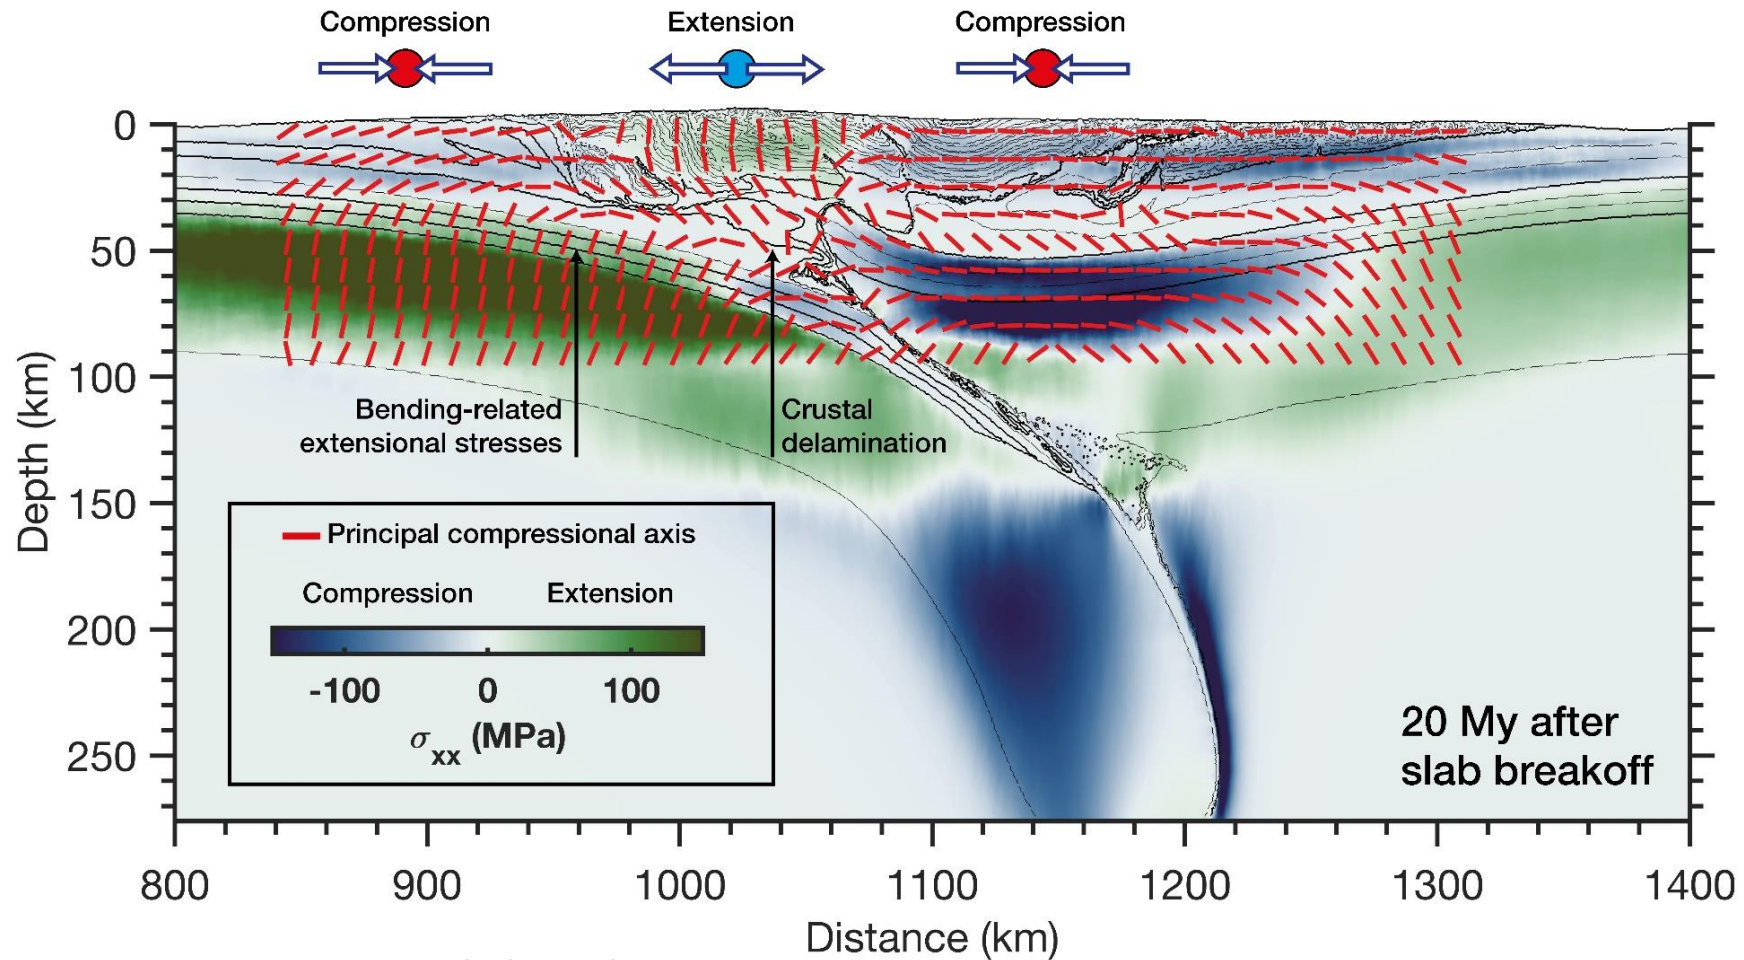 Compression
Extension
Compression
0
50
100
150
200
250
Depth (km)
Bending-related
extensional stresses
Crustal
delamination
Principal compressional axis
Compression
Extension
-100
0
100
σxx (MPa)
20 My after
slab breakoff
800
900
1000
1100
1200
1300
1400
Distance (km)